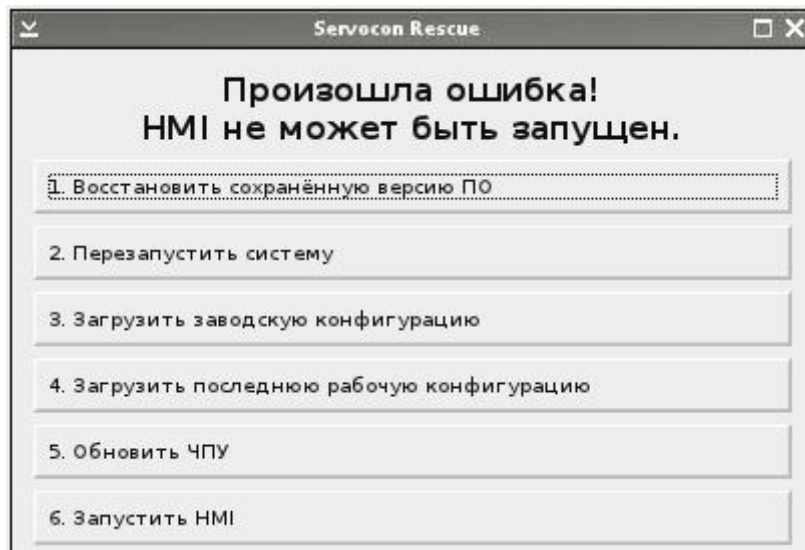 Servocon Rescue
Произошла ошибка!
HMI не может быть запущен.
1. Восстановить сохранённую версию ПО
2. Перезапустить систему
3. Загрузить заводскую конфигурацию
4. Загрузить последнюю рабочую конфигурацию
5. Обновить ЧПУ
6. Запустить HMI